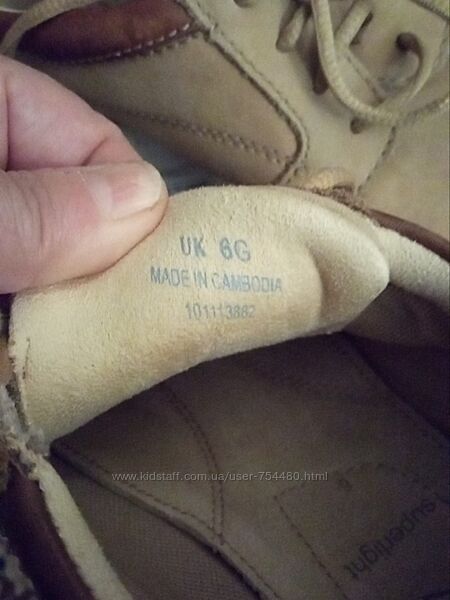 UK 6G
MADE IN CAMBODIA
101113882
www.kidstaff.com.ua/user-754480.html
superlight